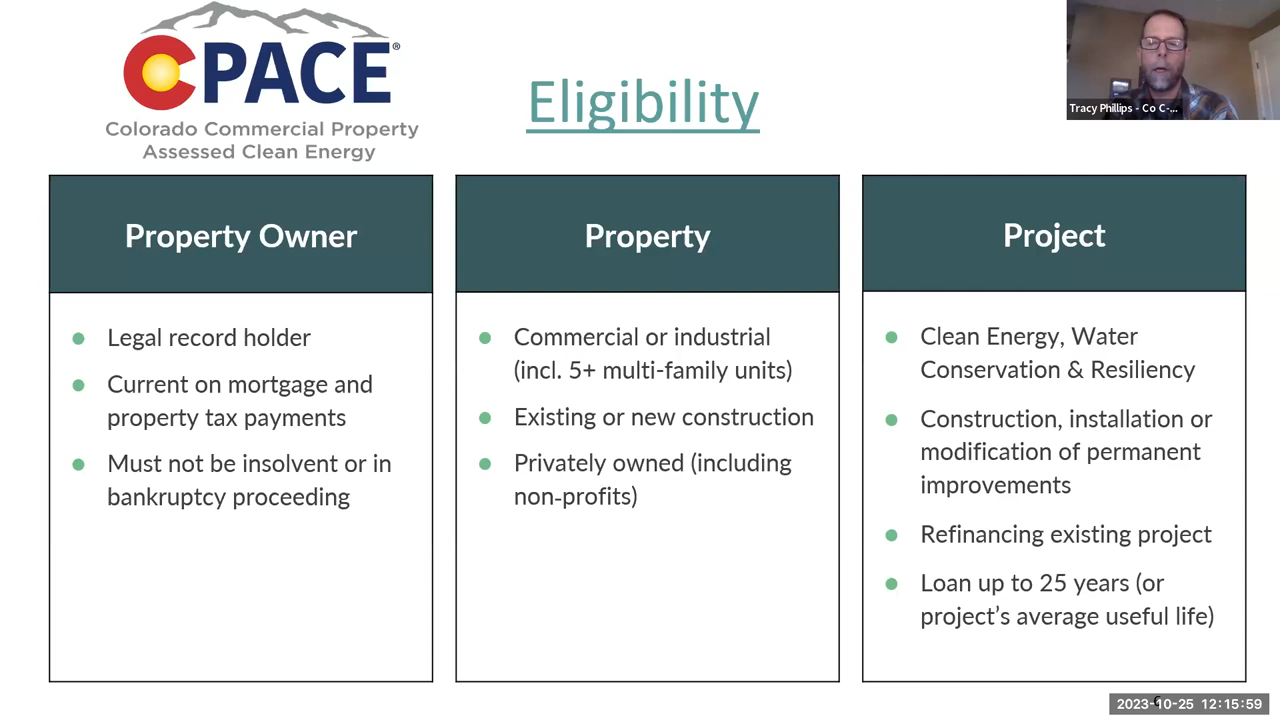 CPACE®
Colorado Commercial Property
Assessed Clean Energy
Eligibility
Tracy Phillips - Co C-...
Property Owner
Legal record holder
Current on mortgage and
property tax payments
Must not be insolvent or in
bankruptcy proceeding
Property
Commercial or industrial
(incl. 5+ multi-family units)
Existing or new construction
Privately owned (including
non-profits)
Project
Clean Energy, Water
Conservation & Resiliency
Construction, installation or
modification of permanent
improvements
Refinancing existing project
Loan up to 25 years (or
project's average useful life)
2023-10-25 12:15:59